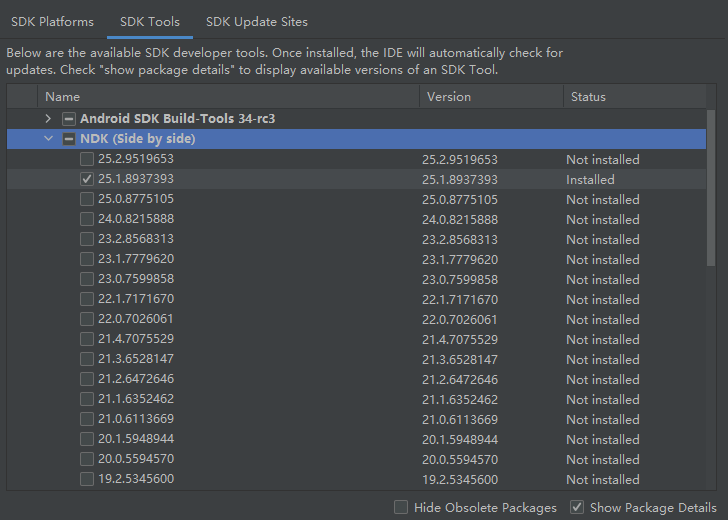 SDK Platforms SDK Tools SDK Update Sites
Below are the available SDK developer tools. Once installed, the IDE will automatically check for
updates. Check "show package details" to display available versions of an SDK Tool.
Name Version Status
Android SDK Build-Tools 34-rc3
NDK (Side by side)
25.2.9519653 25.2.9519653 Not installed
25.1.8937393 25.1.8937393 Installed
25.0.8775105 25.0.8775105 Not installed
24.0.8215888 24.0.8215888 Not installed
23.2.8568313 23.2.8568313 Not installed
23.1.7779620 23.1.7779620 Not installed
23.0.7599858 23.0.7599858 Not installed
22.1.7171670 22.1.7171670 Not installed
22.0.7026061 22.0.7026061 Not installed
21.4.7075529 21.4.7075529 Not installed
21.3.6528147 21.3.6528147 Not installed
21.2.6472646 21.2.6472646 Not installed
21.1.6352462 21.1.6352462 Not installed
21.0.6113669 21.0.6113669 Not installed
20.1.5948944 20.1.5948944 Not installed
20.0.5594570 20.0.5594570 Not installed
19.2.5345600 19.2.5345600 Not installed
Hide Obsolete Packages Show Package Details